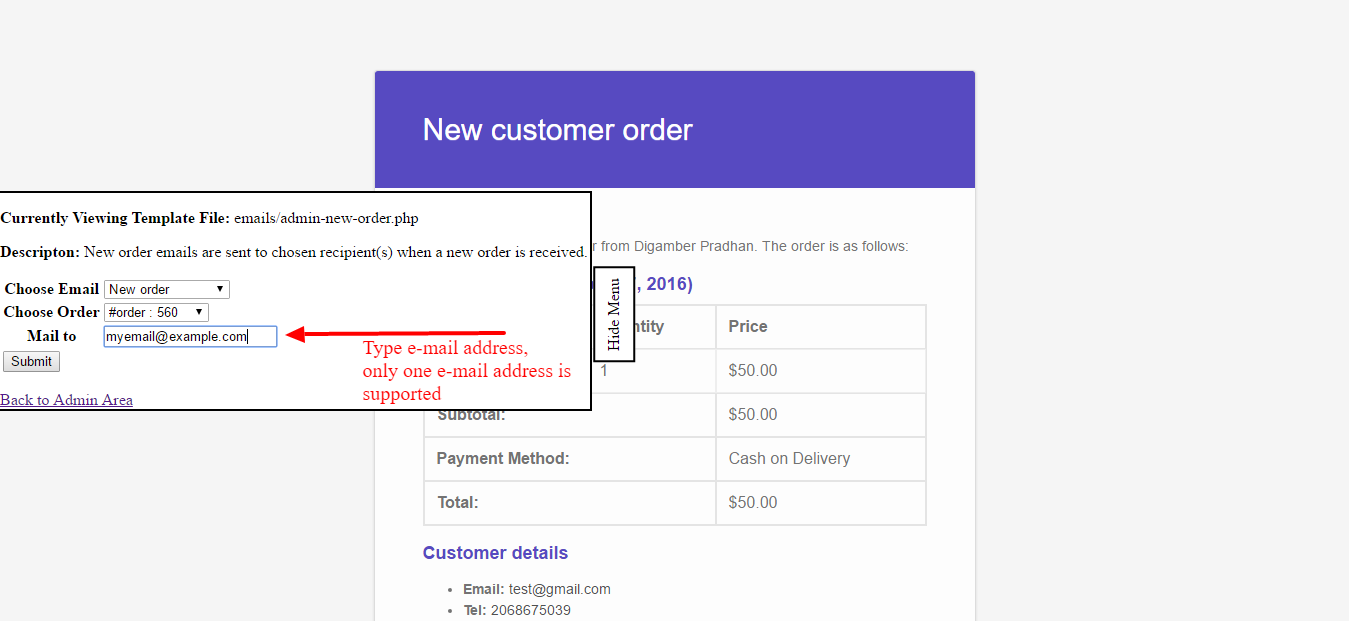 New customer order
Currently Viewing Template File: emails/admin-new-order.php
Descripton: New order emails are sent to chosen recipient(s) when a new order is received.
from Digamber Pradhan. The order is as follows:
Choose Email New order
, 2016)
Choose Order #order : 560
Hide Menu
Price
Mail to myemail@example.com
Type e-mail address,
only one e-mail address is
supported
Submit
1 $50.00
Back to Admin Area
Subtotal: $50.00
Payment Method: Cash on Delivery
Total: $50.00
Customer details
• Email: test@gmail.com
• Tel: 2068675039